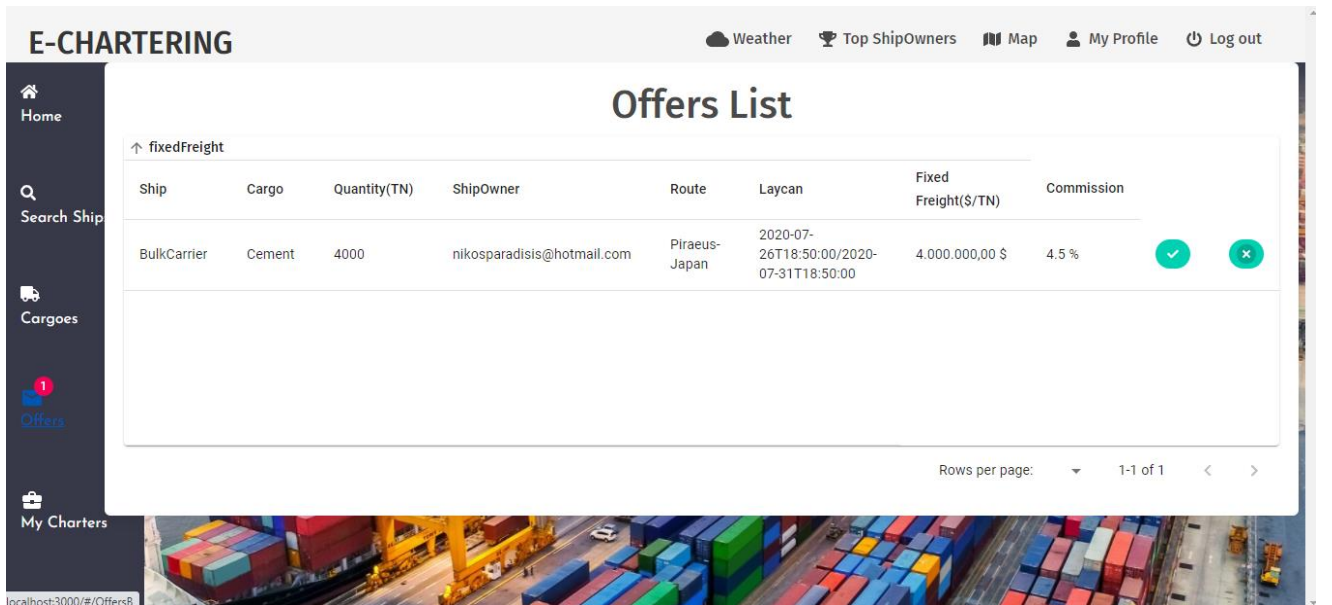 E-CHARTERING
Weather Top ShipOwners Map My Profile Log out
Home
Search Ship
Cargoes
1
Offers
My Charters
Offers List
fixedFreight
Ship Cargo Quantity(TN) ShipOwner Route Laycan Fixed Commission
Freight($/TN)
BulkCarrier Cement 4000 nikosparadisis@hotmail.com Piraeus- 2020-07- 4.000.000,00 $ 4.5 %
Japan 26T18:50:00/2020-
07-31T18:50:00
Rows per page: 1-1 of 1
localhost:3000/#/OffersB